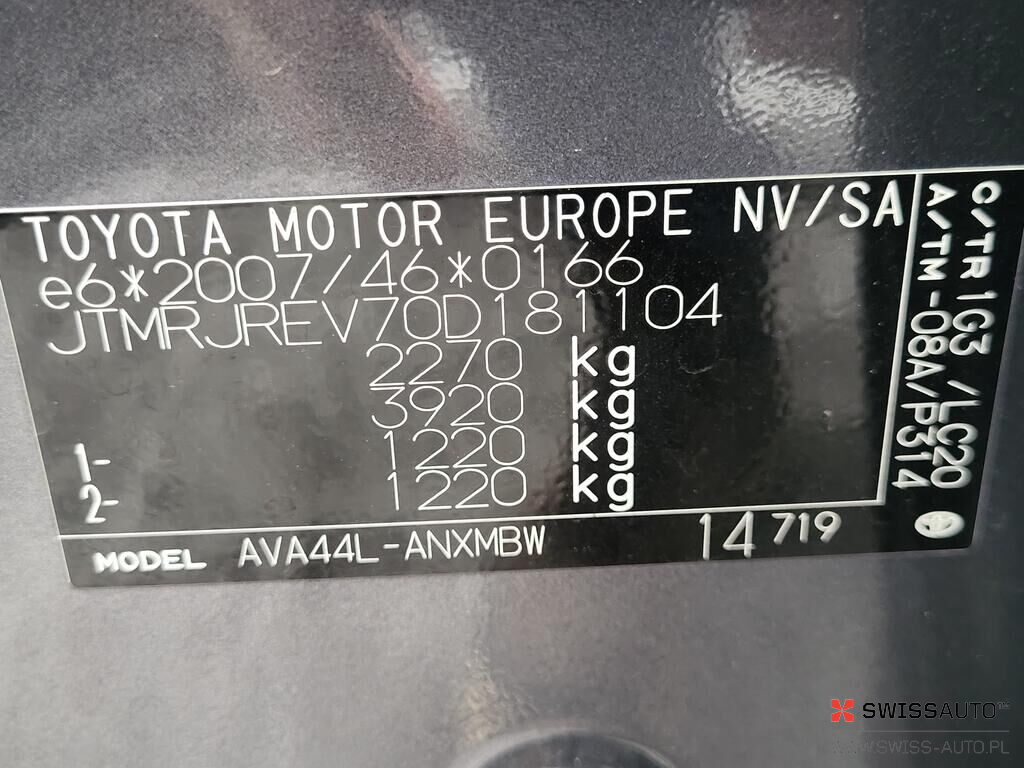 TOYOTA MOTOR EUROPE NV/SA
e6*2007/46*0166
JTMRJREV70D181104
2270 kg
3920 kg
1- 1220 kg
2- 1220 kg
C/TR 1G3 /LC20
A/TM -08A/P314
MODEL AVA44L-ANXMBW 14 719
SWISSAUTO
WWW.SWISS-AUTO.PL